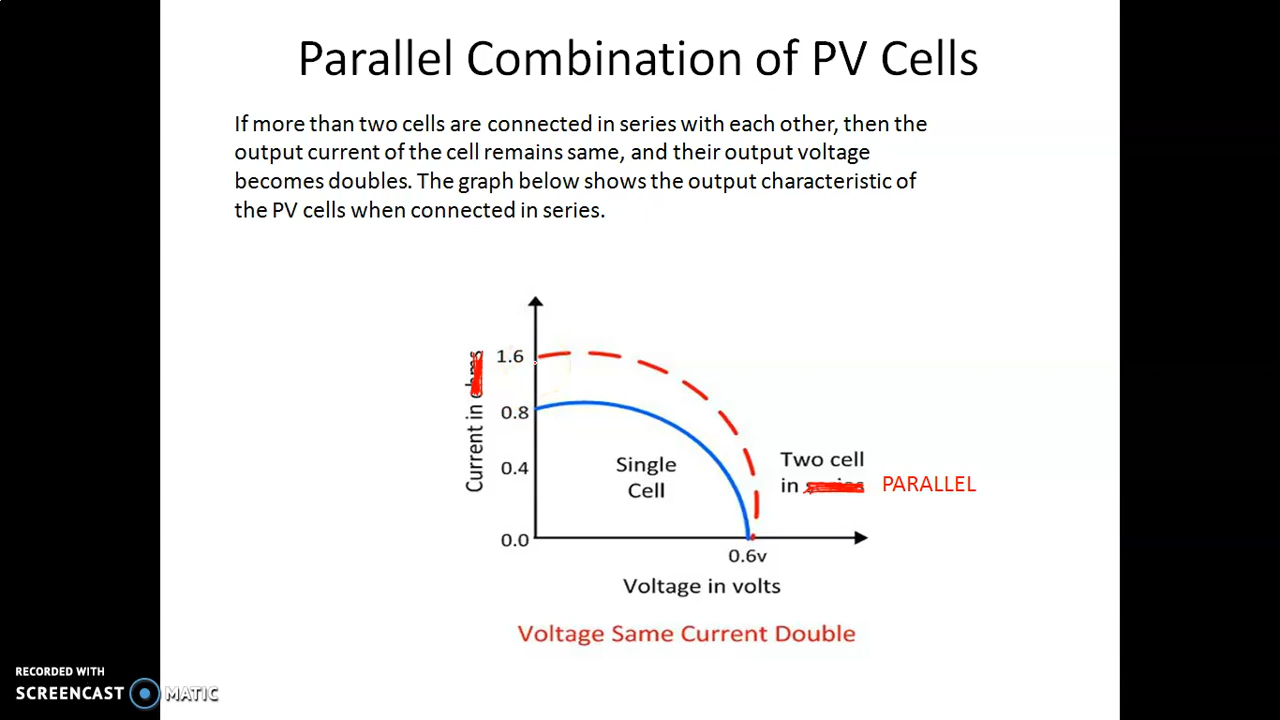 Parallel Combination of PV Cells
If more than two cells are connected in series with each other, then the
output current of the cell remains same, and their output voltage
becomes doubles. The graph below shows the output characteristic of
the PV cells when connected in series.
Current in
1.6
0.8
0.4
0.0
Single
Cell
Two cell
in PARALLEL
0.6v
Voltage in volts
Voltage Same Current Double
RECORDED WITH
SCREENCAST MATIC